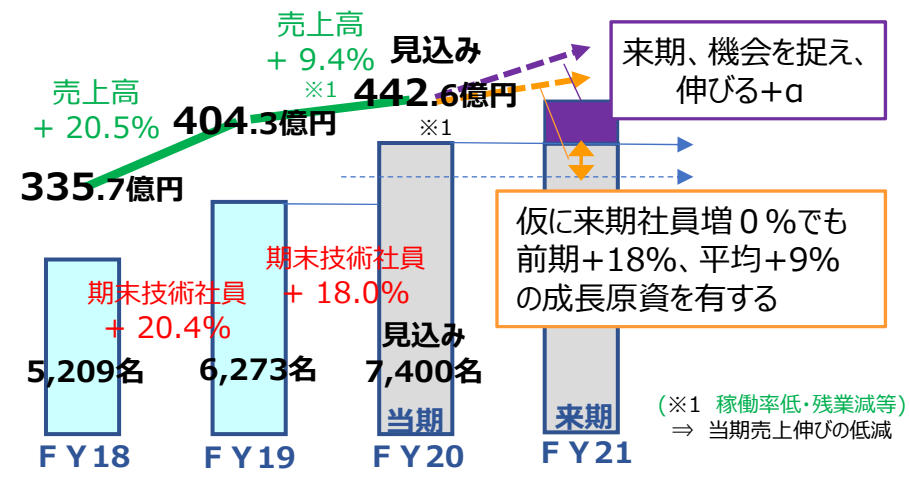 売上高
+ 9.4%
※1
見込み
442.6億円
※1
売上高
+ 20.5%
404.3億円
335.7億円
来期、機会を捉え、
伸びる+α
仮に来期社員増０%でも
前期+18%、平均+9%
の成長原資を有する
期末技術社員
+ 18.0%
期末技術社員
+ 20.4%
5,209名
6,273名
見込み
7,400名
当期
来期
ＦＹ18
ＦＹ19
ＦＹ20
ＦＹ21
(※1 稼働率低・残業減等)
⇒ 当期売上伸びの低減